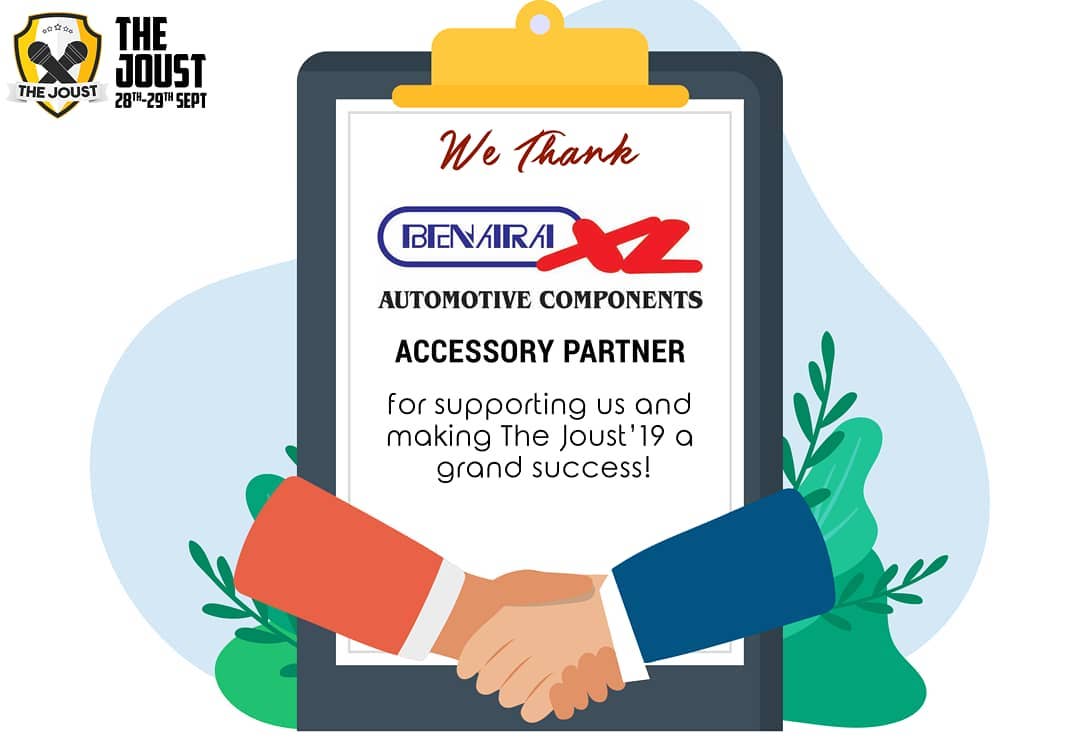 THE JOUST
THE
JOUST
28TH-29TH SEPT
We Thank
BENARA XZ
AUTOMOTIVE COMPONENTS
ACCESSORY PARTNER
for supporting us and
making The Joust'19 a
grand success!